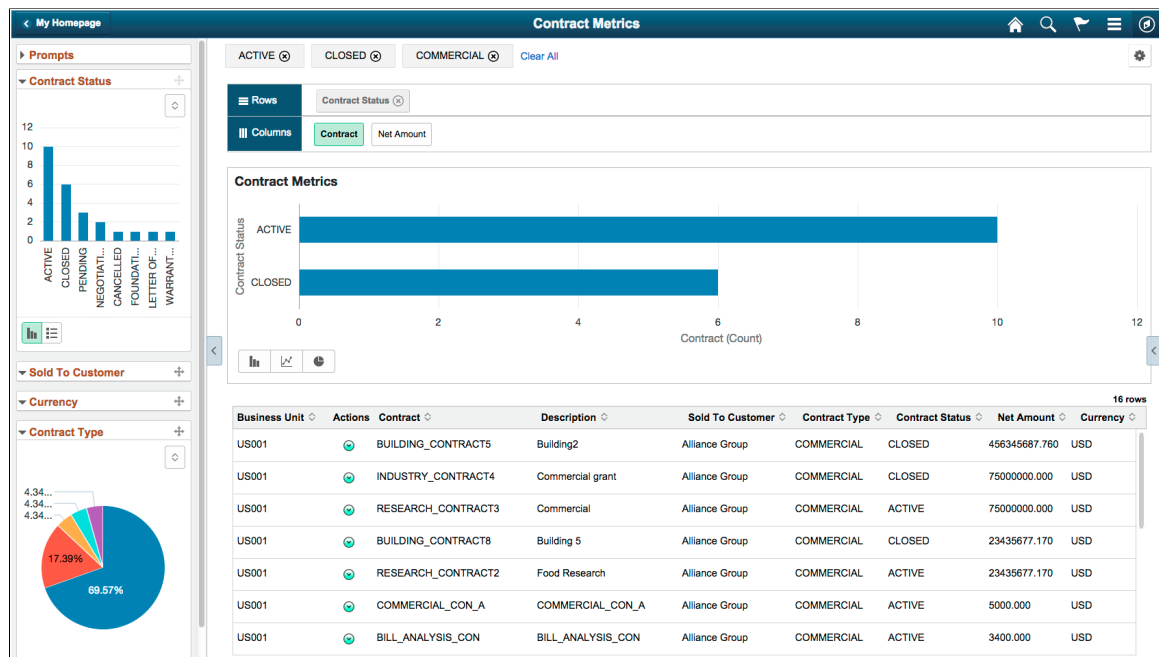 My Homepage
Contract Metrics
Prompts
Contract Status
12
10
8
6
4
2
0
ACTIVE
CLOSED
PENDING
NEGOTIATI...
CANCELLED
FOUNDATI...
LETTER OF...
WARRANT...
Sold To Customer
Currency
Contract Type
4.34...
4.34...
4.34...
17.39%
69.57%
ACTIVE CLOSED COMMERCIAL Clear All
Rows Contract Status
Columns Contract Net Amount
Contract Metrics
Contract Status
ACTIVE
CLOSED
0 2 4 6 8 10 12
Contract (Count)
16 rows
Business Unit Actions Contract Description Sold To Customer Contract Type Contract Status Net Amount Currency
US001 BUILDING_CONTRACT5 Building2 Alliance Group COMMERCIAL CLOSED 456345687.760 USD
US001 INDUSTRY_CONTRACT4 Commercial grant Alliance Group COMMERCIAL CLOSED 75000000.000 USD
US001 RESEARCH_CONTRACT3 Commercial Alliance Group COMMERCIAL ACTIVE 75000000.000 USD
US001 BUILDING_CONTRACT8 Building 5 Alliance Group COMMERCIAL CLOSED 23435677.170 USD
US001 RESEARCH_CONTRACT2 Food Research Alliance Group COMMERCIAL ACTIVE 23435677.170 USD
US001 COMMERCIAL_CON_A COMMERCIAL_CON_A Alliance Group COMMERCIAL ACTIVE 5000.000 USD
US001 BILL_ANALYSIS_CON BILL_ANALYSIS_CON Alliance Group COMMERCIAL ACTIVE 3400.000 USD